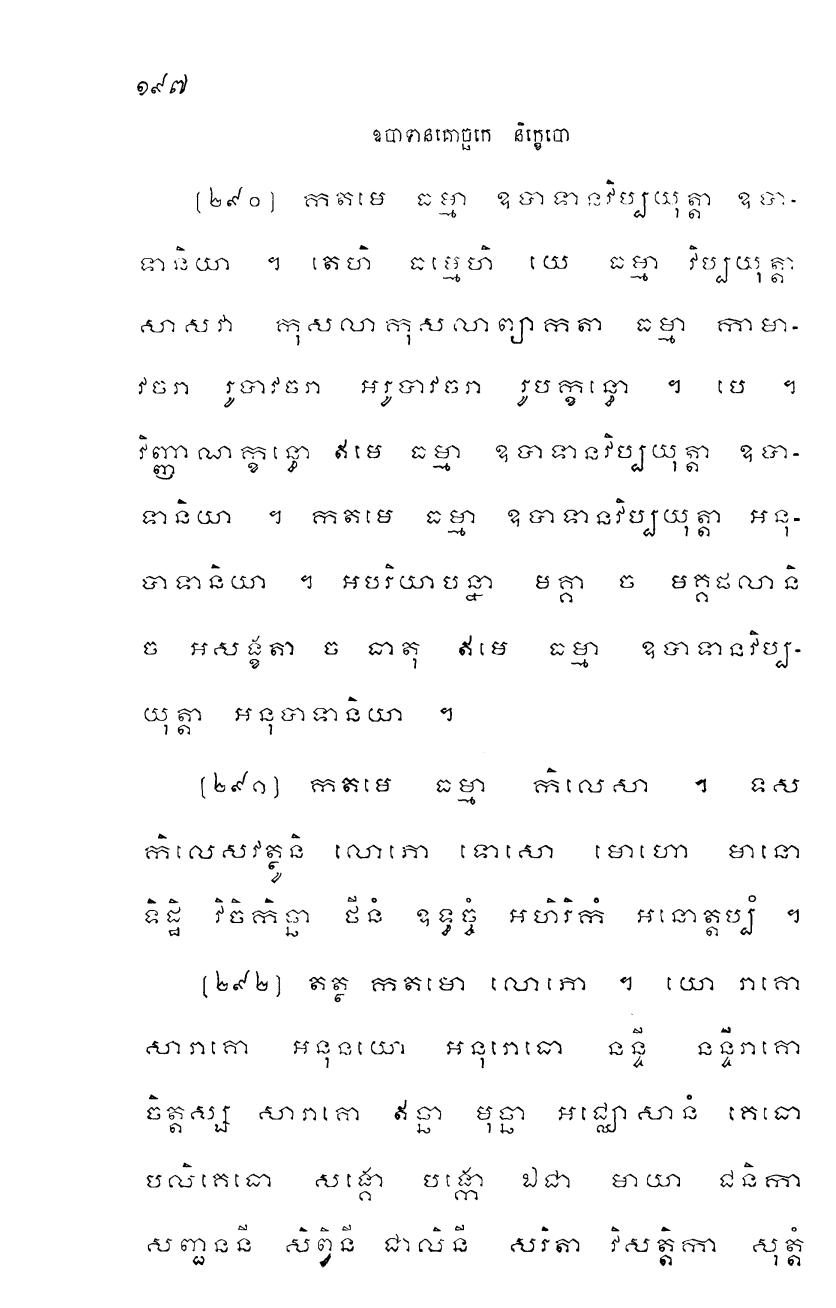 ១៩៧
ឧបាទានគោច្ឆកេ និក្ខេបោ
[២៩០] កតមេ ធម្មា ឧបាទានវិប្បយុត្តា ឧបា-
ទានិយា ។ តេហិ ធម្មេហិ យេ ធម្មា វិប្បយុត្តា
សាសវា កុសលាកុសលាព្យាកតា ធម្មា កាមា-
វចរា រូបាវចរា អរូបាវចរា រូបក្ខន្ធោ ។ បេ ។
វិញ្ញាណក្ខន្ធោ ឥមេ ធម្មា ឧបាទានវិប្បយុត្តា ឧបា-
ទានិយា ។ កតមេ ធម្មា ឧបាទានវិប្បយុត្តា អនុ-
បាទានិយា ។ អបរិយាបន្នា មគ្គា ច មគ្គផលានិ
ច អសង្ខតា ច ធាតុ ឥមេ ធម្មា ឧបាទានវិប្ប-
យុត្តា អនុបាទានិយា ។
[២៩១] កតមេ ធម្មា កិលេសា ។ ទស
កិលេសវត្ថូនិ លោភោ ទោសោ មោហោ មានោ
ទិដ្ឋិ វិចិកិច្ឆា ថីនំ ឧទ្ធច្ចំ អហិរិកំ អនោត្តប្បំ ។
[២៩២] តត្ថ កតមោ លោភោ ។ យោ រាគោ
សារាគោ អនុនយោ អនុរោធោ នន្ទី នន្ទីរាគោ
ចិត្តស្ស សារាគោ ឥច្ឆា មុច្ឆា អជ្ឈោសានំ គេធោ
បលិគេធោ សង្គោ បង្កោ ឯជា មាយា ជនិកា
សញ្ជននី សិព្វិនី ជាលិនី សរិតា វិសត្តិកា សុត្តំ